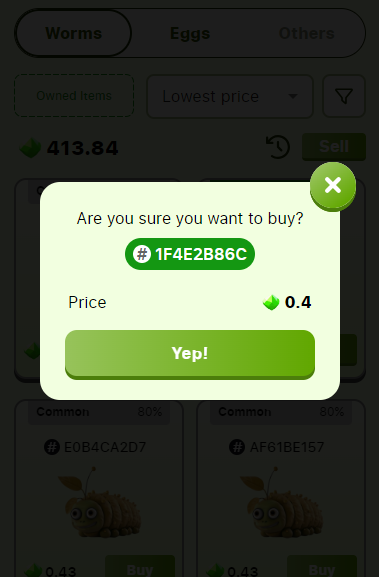 Worms Eggs Others
Owned Items Lowest price
413.84 Sell
Are you sure you want to buy?
# 1F4E2B86C
Price 0.4
Yep!
Common 80% Common 80%
# E0B4CA2D7 # AF61BE157
0.43 Buy 0.43 Buy